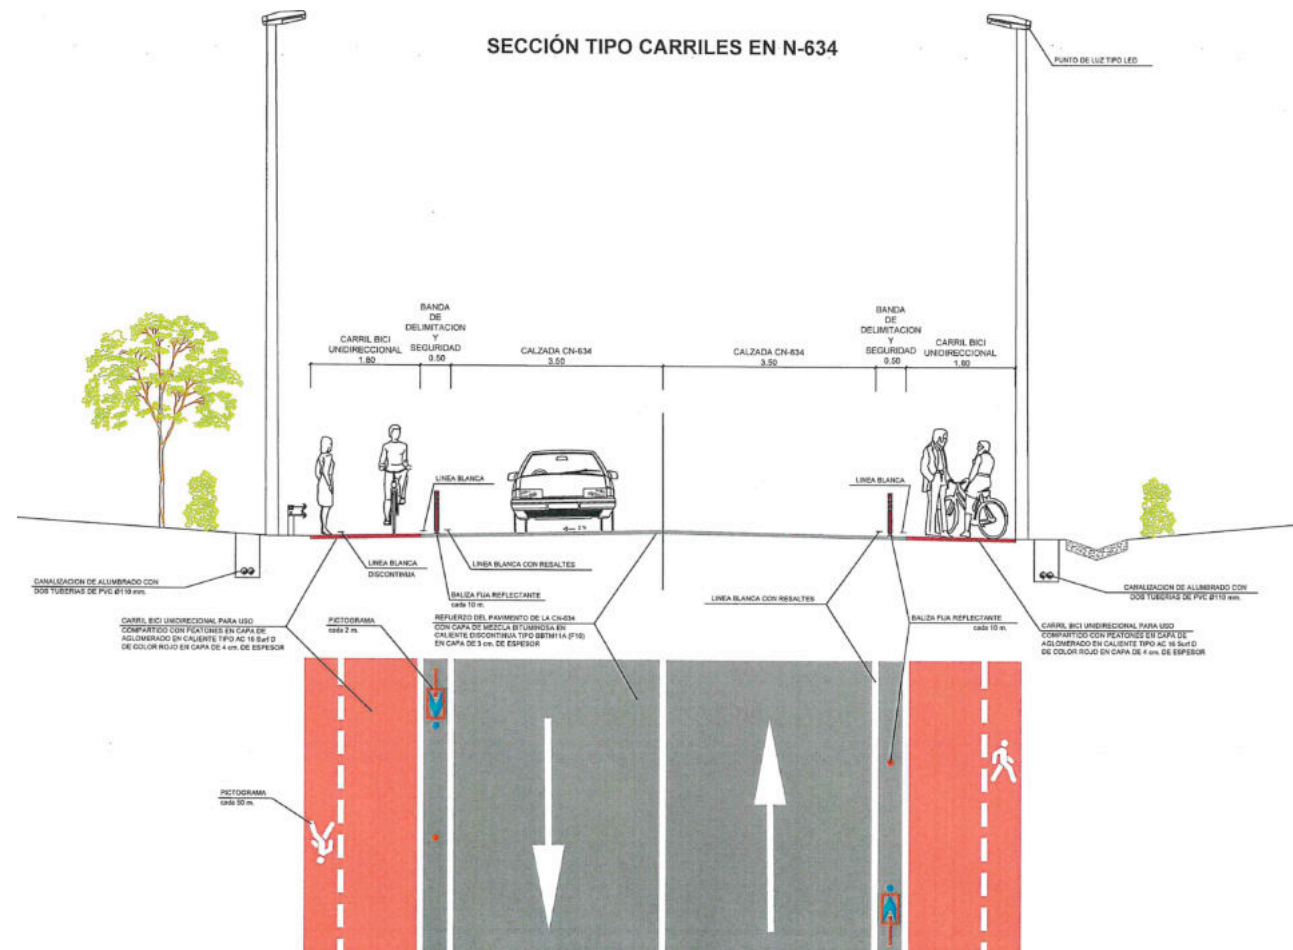 SECCIÓN TIPO CARRILES EN N-634
PUNTO DE LUZ TIPO LED
CARRIL BICI
UNIDIRECCIONAL
1.80
BANDA
DE
DELIMITACION
Y
SEGURIDAD
0.50
CALZADA CN-634
3.50
CALZADA CN-634
3.50
BANDA
DE
DELIMITACION
Y
SEGURIDAD
0.50
CARRIL BICI
UNIDIRECCIONAL
1.80
LINEA BLANCA
LINEA BLANCA
LINEA BLANCA
DISCONTINUA
LINEA BLANCA CON RESALTES
CANALIZACION DE ALUMBRADO CON
DOS TUBERIAS DE PVC Ø110 mm.
BALIZA FIJA REFLECTANTE
cada 10 m.
LINEA BLANCA CON RESALTES
CANALIZACION DE ALUMBRADO CON
DOS TUBERIAS DE PVC Ø110 mm.
CARRIL BICI UNIDIRECIONAL PARA USO
COMPARTIDO CON PEATONES EN CAPA DE
AGLOMERADO EN CALIENTE TIPO AC 16 Surf D
DE COLOR ROJO EN CAPA DE 4 cm. DE ESPESOR
PICTOGRAMA
cada 2 m.
REFUERZO DEL PAVIMENTO DE LA CN-634
CON CAPA DE MEZCLA BITUMINOSA EN
CALIENTE DISCONTINUA TIPO BBTM11A (F10)
EN CAPA DE 3 cm. DE ESPESOR
BALIZA FIJA REFLECTANTE
cada 10 m.
CARRIL BICI UNIDIRECIONAL PARA USO
COMPARTIDO CON PEATONES EN CAPA DE
AGLOMERADO EN CALIENTE TIPO AC 16 Surf D
DE COLOR ROJO EN CAPA DE 4 cm. DE ESPESOR
PICTOGRAMA
cada 50 m.